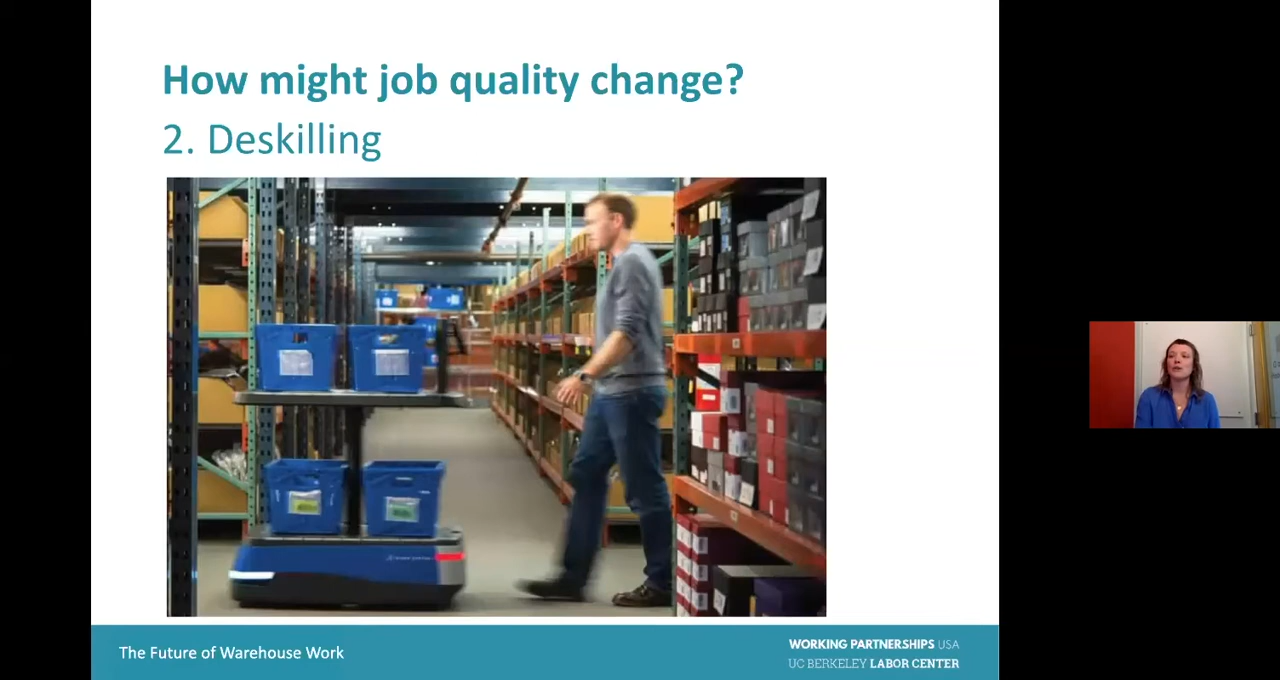 How might job quality change?
2. Deskilling
The Future of Warehouse Work
WORKING PARTNERSHIPS USA
UC BERKELEY LABOR CENTER